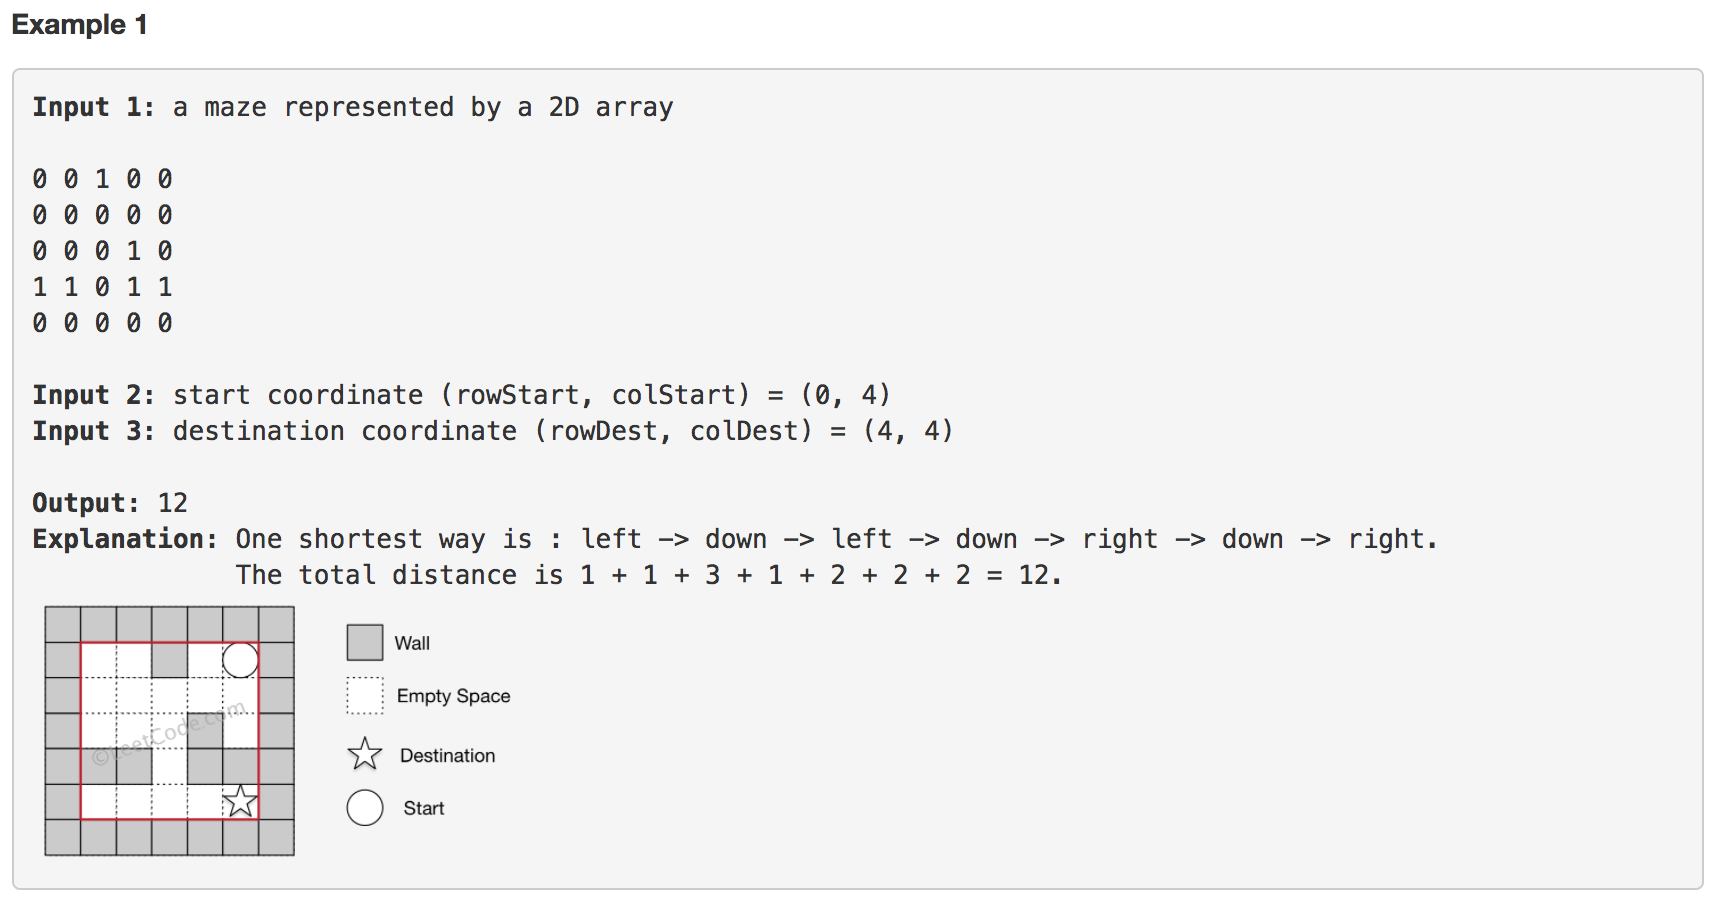 Example 1
Input 1: a maze represented by a 2D array
0 0 1 0 0
0 0 0 0 0
0 0 0 1 0
1 1 0 1 1
0 0 0 0 0
Input 2: start coordinate (rowStart, colStart) = (0, 4)
Input 3: destination coordinate (rowDest, colDest) = (4, 4)
Output: 12
Explanation: One shortest way is : left -> down -> left -> down -> right -> down -> right.
The total distance is 1 + 1 + 3 + 1 + 2 + 2 + 2 = 12.
©LeetCode.com
Wall
Empty Space
Destination
Start